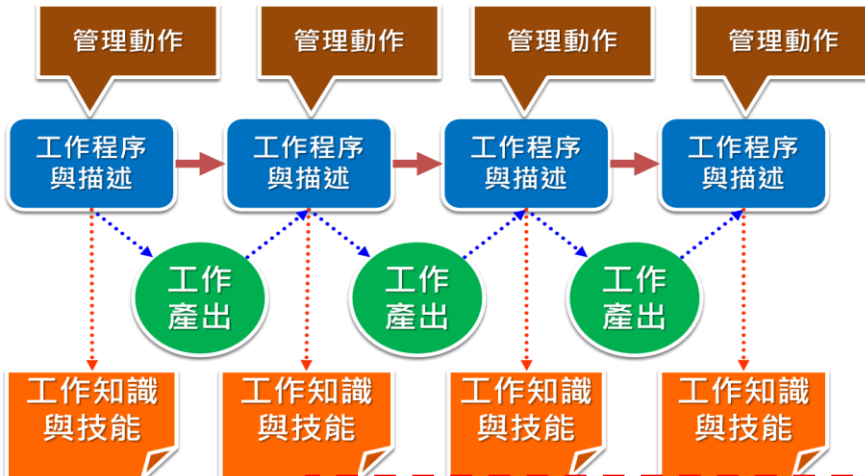 管理動作
管理動作
管理動作
管理動作
工作程序
與描述
工作程序
與描述
工作程序
與描述
工作程序
與描述
工作
產出
工作
產出
工作
產出
工作知識
與技能
工作知識
與技能
工作知識
與技能
工作知識
與技能